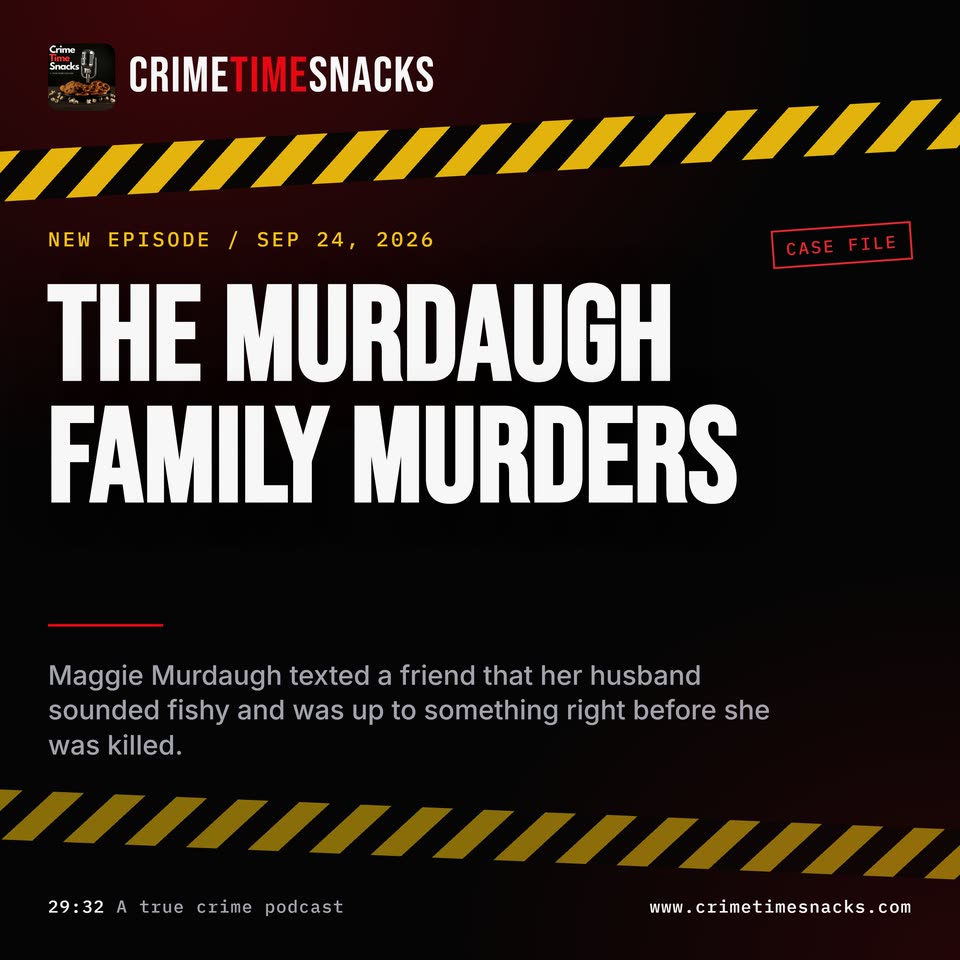 Crime
Time
Snacks
CRIMETIMESNACKS
NEW EPISODE / SEP 24, 2026
CASE FILE
THE MURDAUGH
FAMILY MURDERS
Maggie Murdaugh texted a friend that her husband
sounded fishy and was up to something right before she
was killed.
29:32 A true crime podcast
www.crimetimesnacks.com